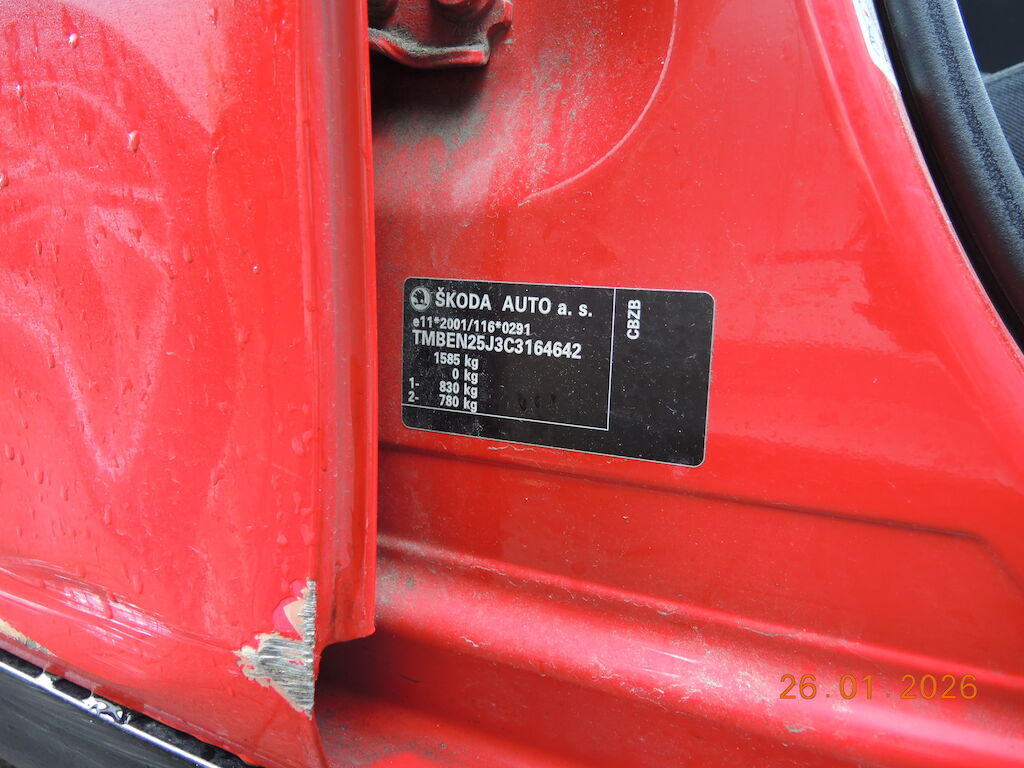 ŠKODA AUTO a. s.
e11*2001/116*0291
TMBEN25J3C3164642
1585 kg
0 kg
1- 830 kg
2- 780 kg
CBZB
26.01.2026